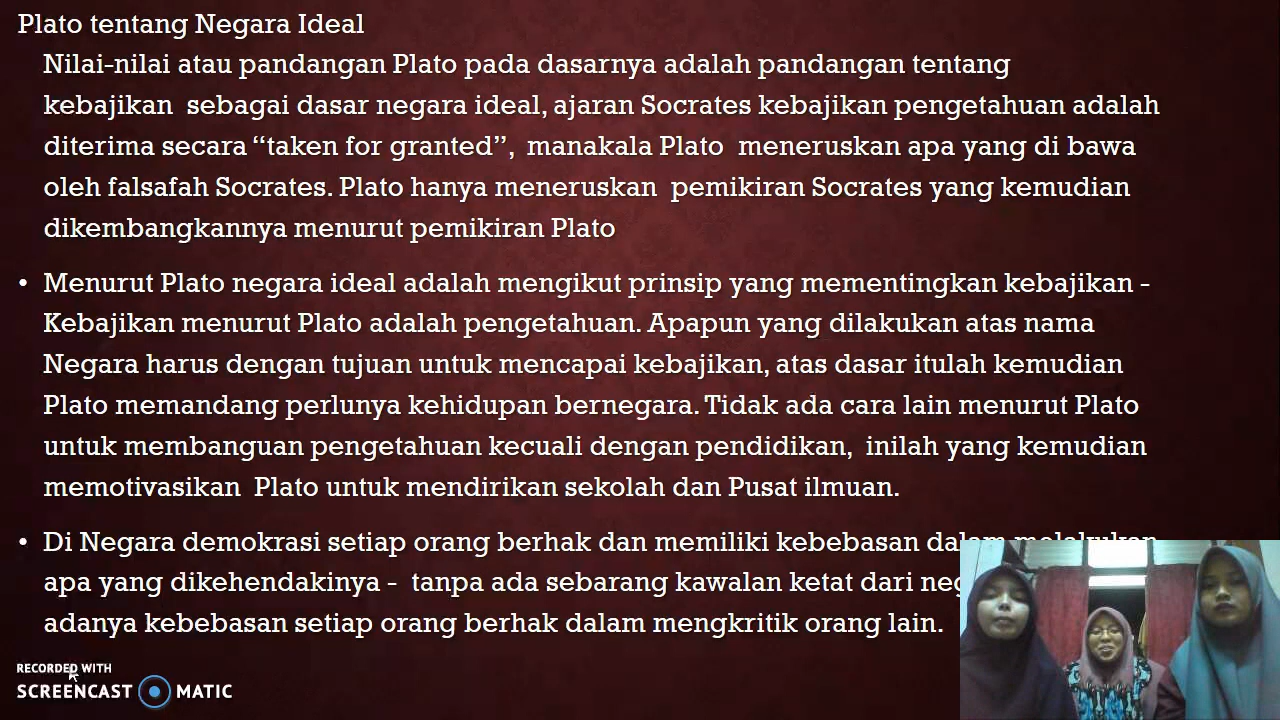 Plato tentang Negara Ideal
Nilai-nilai atau pandangan Plato pada dasarnya adalah pandangan tentang
kebajikan sebagai dasar negara ideal, ajaran Socrates kebajikan pengetahuan adalah
diterima secara “taken for granted”, manakala Plato meneruskan apa yang di bawa
oleh falsafah Socrates. Plato hanya meneruskan pemikiran Socrates yang kemudian
dikembangkannya menurut pemikiran Plato
• Menurut Plato negara ideal adalah mengikut prinsip yang mementingkan kebajikan -
Kebajikan menurut Plato adalah pengetahuan. Apapun yang dilakukan atas nama
Negara harus dengan tujuan untuk mencapai kebajikan, atas dasar itulah kemudian
Plato memandang perlunya kehidupan bernegara. Tidak ada cara lain menurut Plato
untuk membanguan pengetahuan kecuali dengan pendidikan, inilah yang kemudian
memotivasikan Plato untuk mendirikan sekolah dan Pusat ilmuan.
• Di Negara demokrasi setiap orang berhak dan memiliki kebebasan dalam melakukan
apa yang dikehendakinya - tanpa ada sebarang kawalan ketat dari
adanya kebebasan setiap orang berhak dalam mengkritik orang lain.
RECORDED WITH
SCREENCAST MATIC